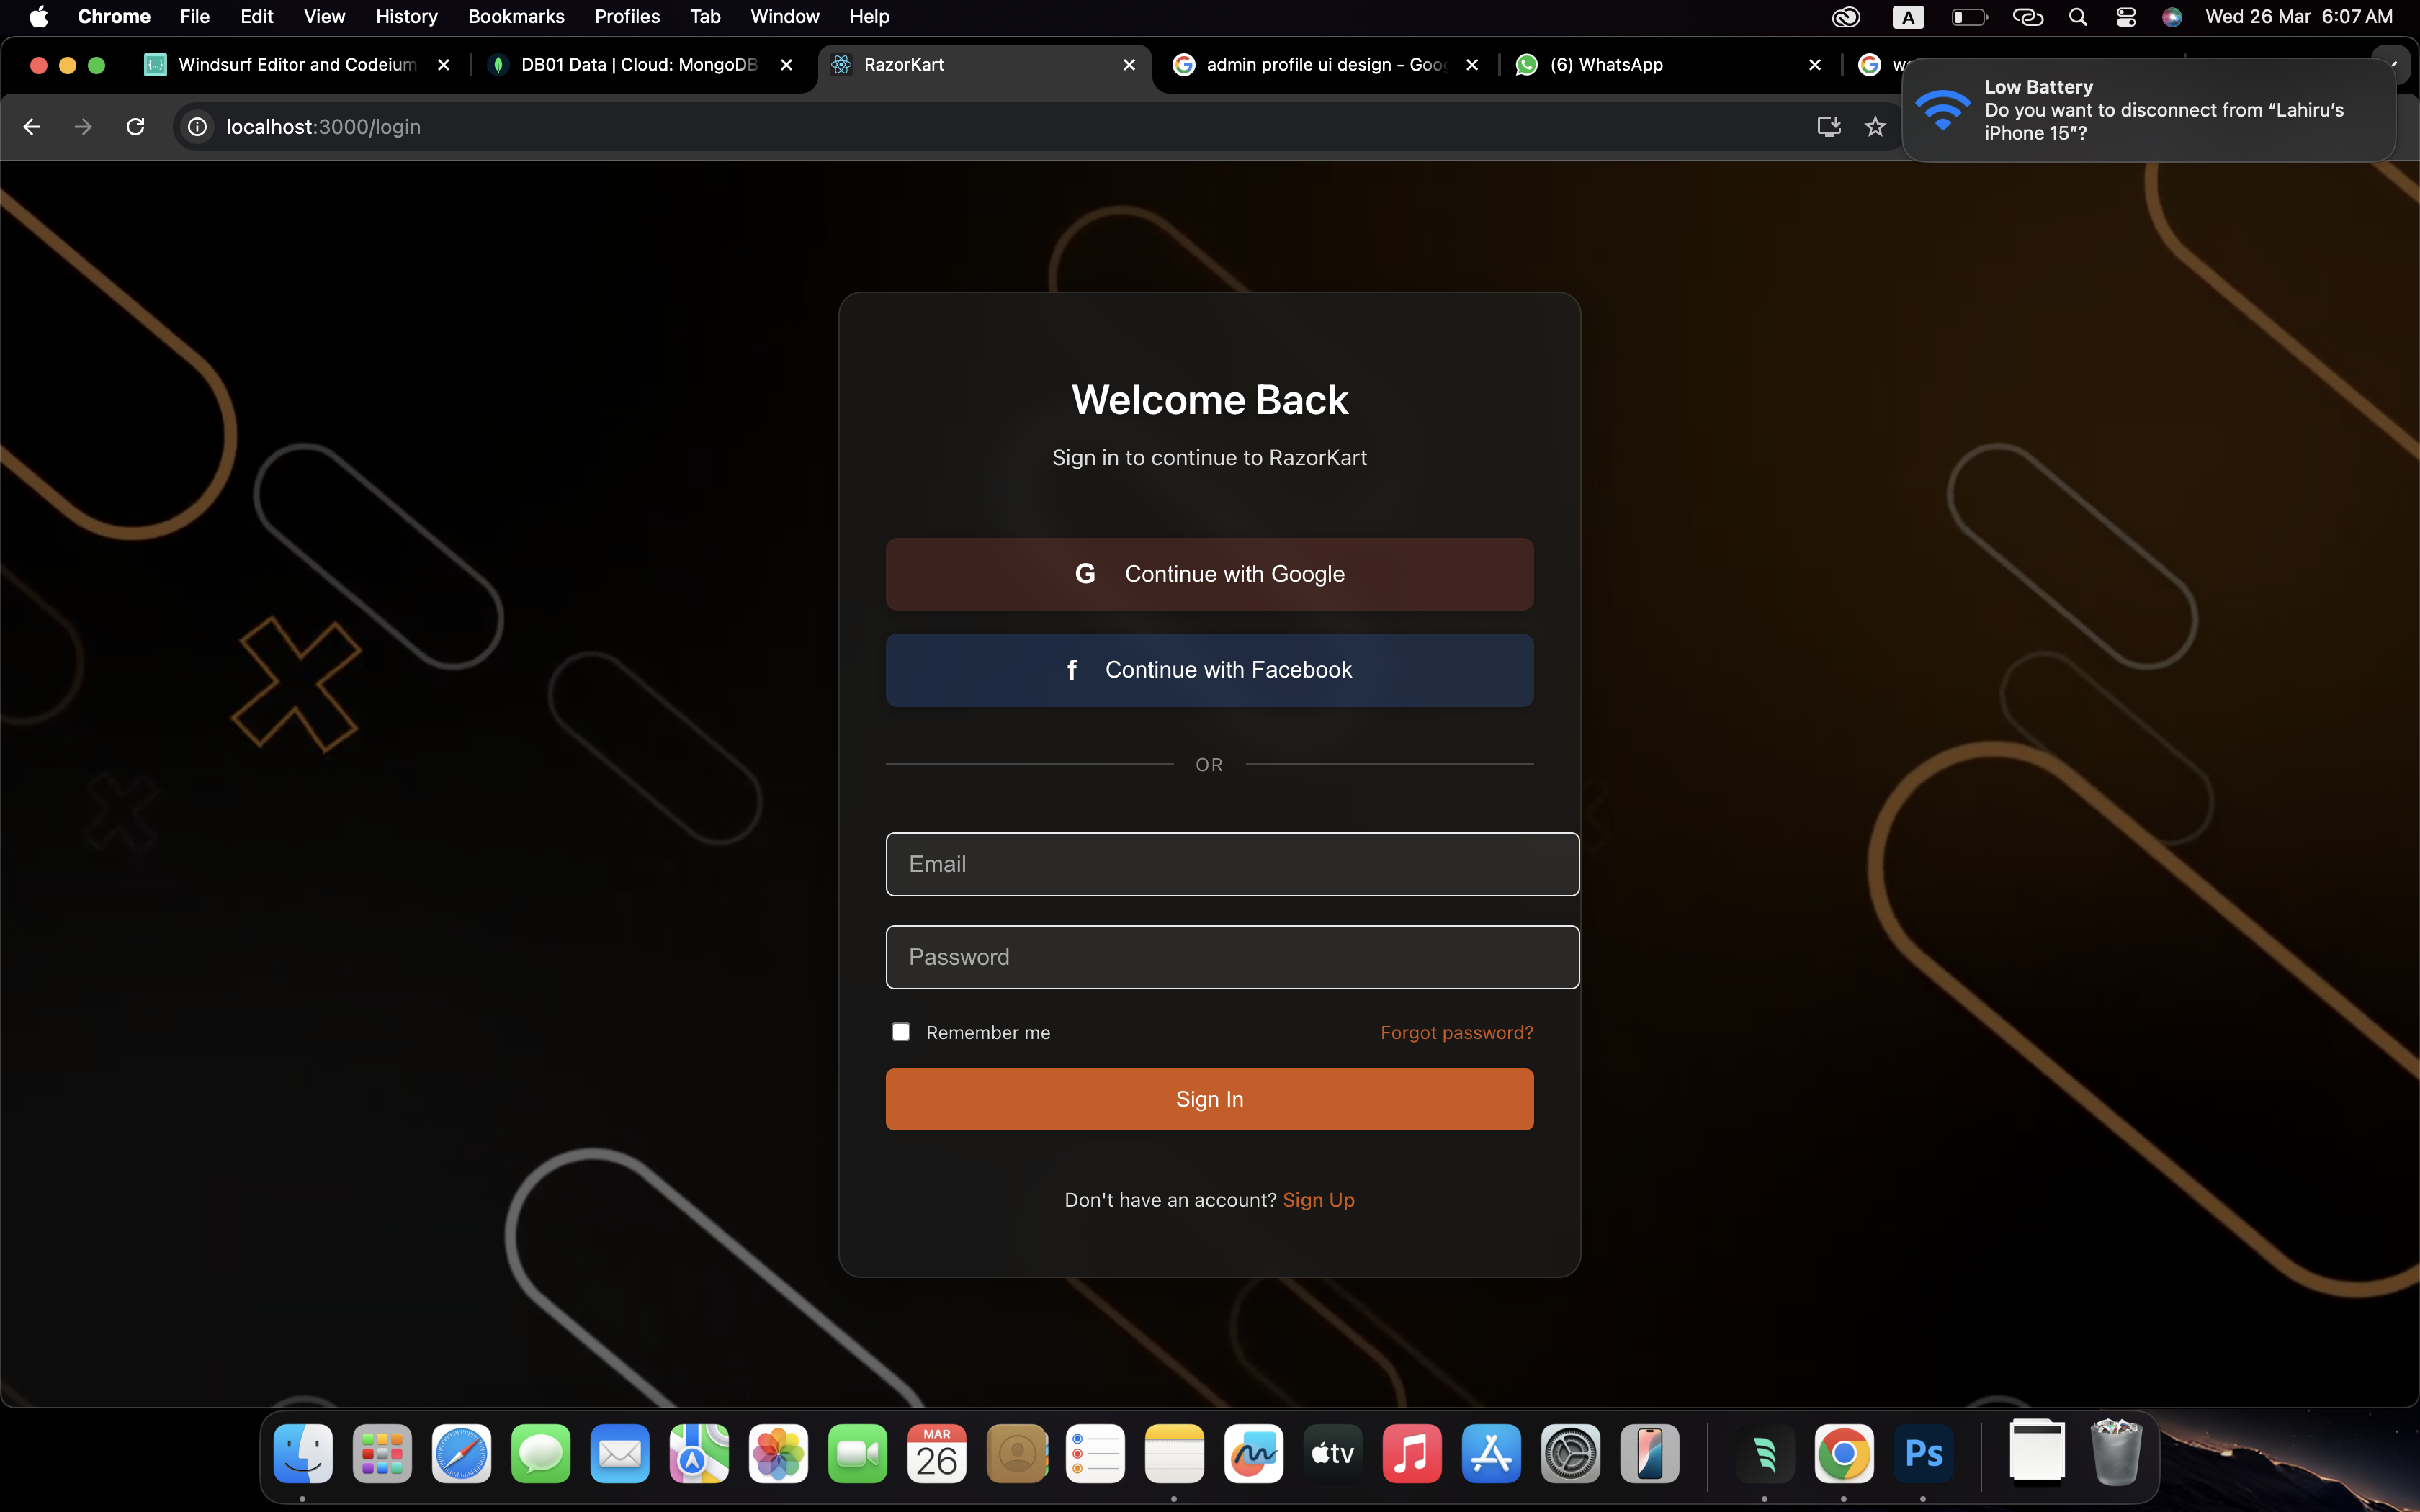 Chrome File Edit View History Bookmarks Profiles Tab Window Help A Wed 26 Mar 6:07 AM
Windsurf Editor and Codeium DB01 Data | Cloud: MongoDB RazorKart admin profile ui design - Goo (6) WhatsApp
Low Battery
Do you want to disconnect from “Lahiru’s
iPhone 15”?
localhost:3000/login
Welcome Back
Sign in to continue to RazorKart
G Continue with Google
f Continue with Facebook
OR
Email
Password
Remember me Forgot password?
Sign In
Don't have an account? Sign Up
MAR
26
tv
Ps